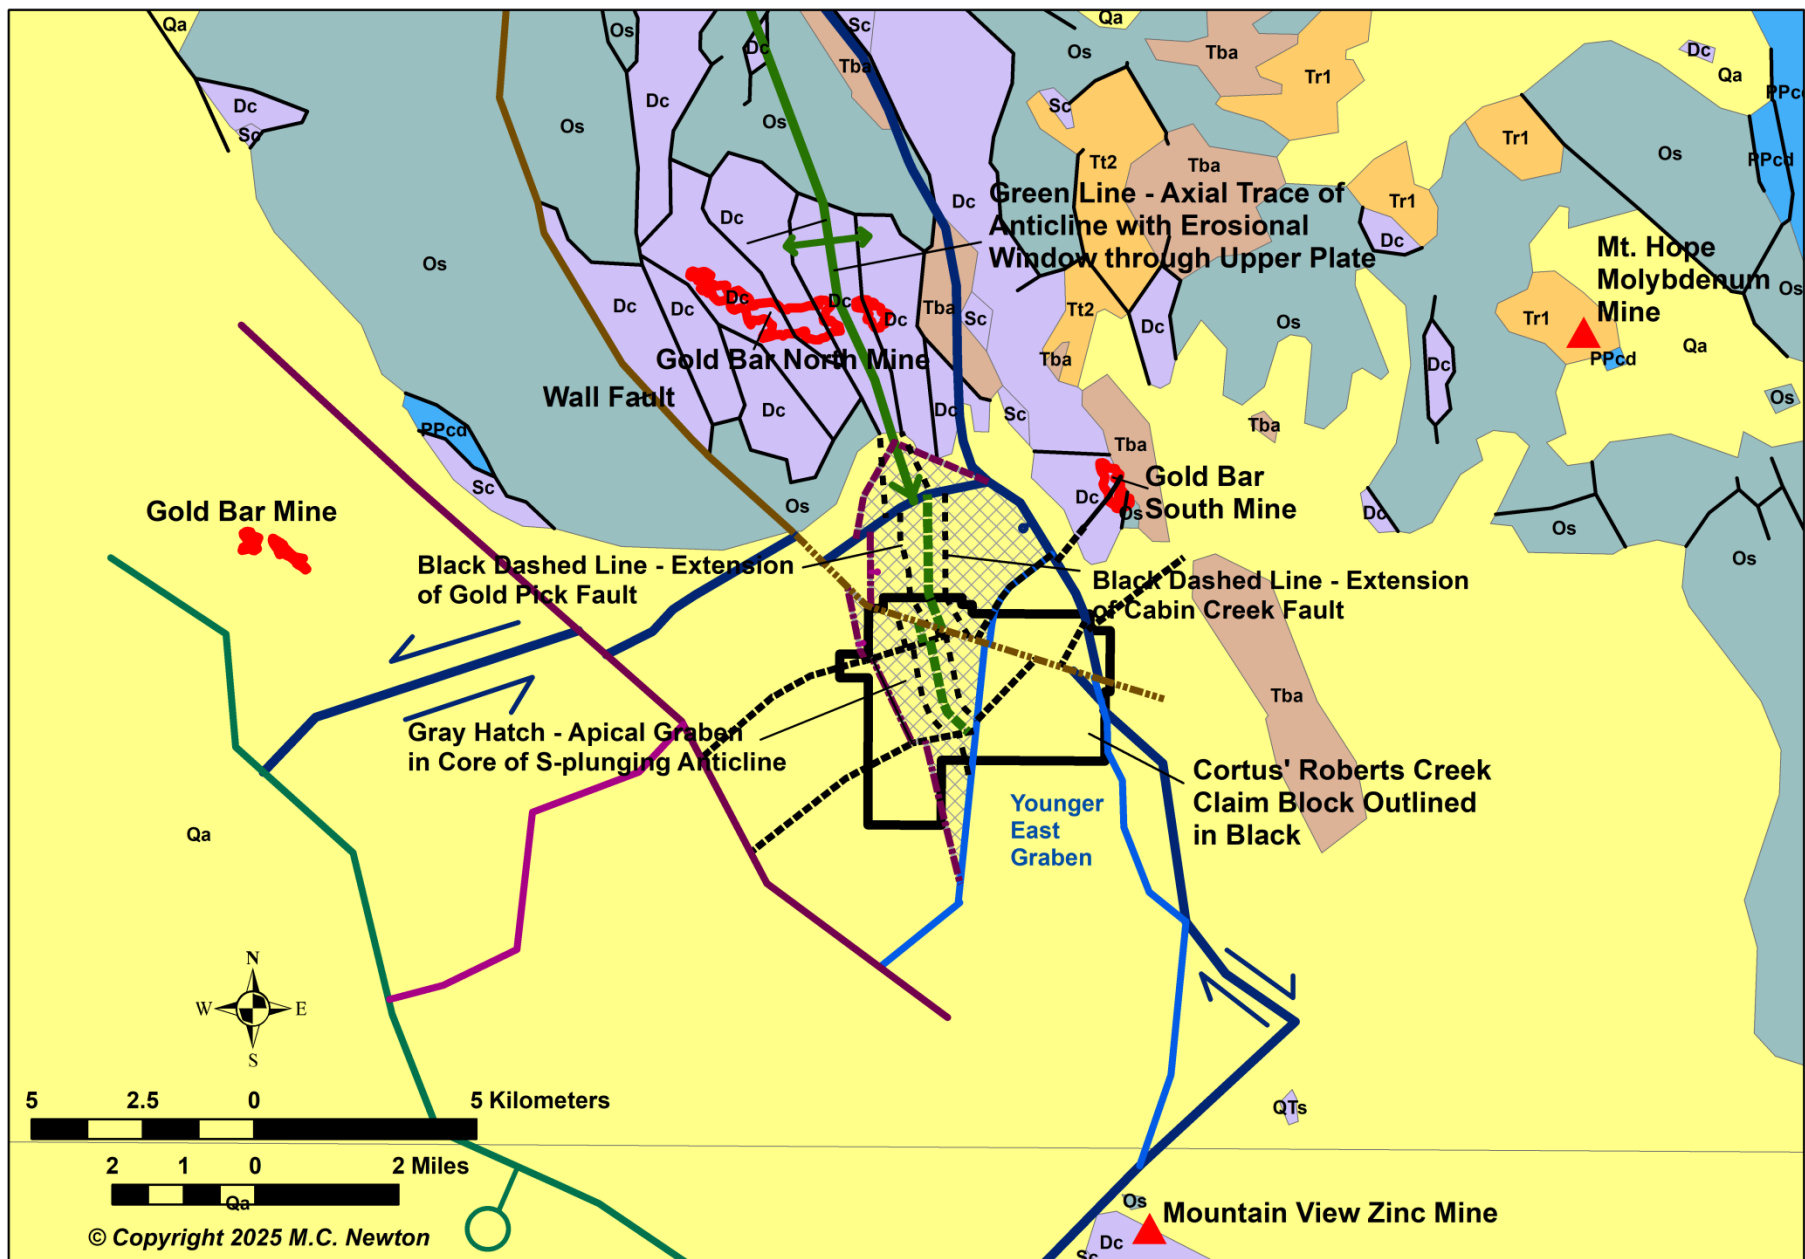 Qa
Os
Dc
Sc
Qa
Os
Tba
Tr1
Dc
Qa
PPcd
Dc
Sc
Dc
Os
Os
Tba
Sc
Tt2
Tba
Tr1
Os
PPcd
Dc
Dc
Tr1
Dc
Green Line - Axial Trace of
Anticline with Erosional
Window through Upper Plate
Mt. Hope
Molybdenum
Mine
Os
Os
Dc
Dc
Dc
Dc
Dc
Tba
Sc
Tt2
Dc
Os
Tr1
PPcd
Qa
Gold Bar North Mine
Tba
Dc
Wall Fault
Dc
Dc
Sc
Tba
Os
PPcd
Tba
Sc
Gold Bar
South Mine
Dc
Os
Os
Dc
Os
Os
Gold Bar Mine
Black Dashed Line - Extension
of Gold Pick Fault
Black Dashed Line - Extension
of Cabin Creek Fault
Tba
Gray Hatch - Apical Graben
in Core of S-plunging Anticline
Cortus' Roberts Creek
Claim Block Outlined
in Black
Younger
East
Graben
Qa
N
W E
S
5 2.5 0 5 Kilometers
QTs
2 1 0 2 Miles
Qa
Os
Mountain View Zinc Mine
Dc
Sc
© Copyright 2025 M.C. Newton